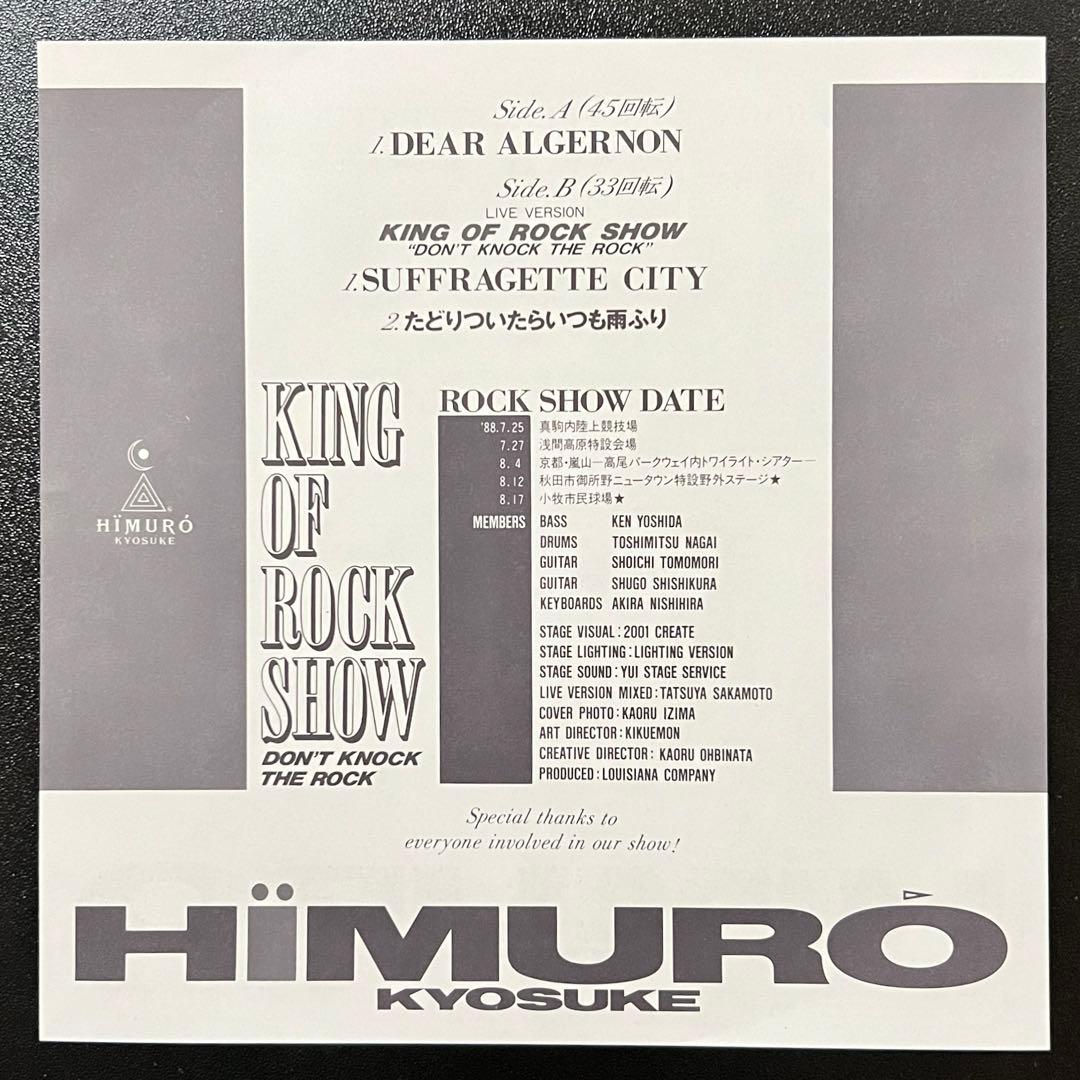 Side.A (45回転)
1. DEAR ALGERNON
Side.B (33回転)
LIVE VERSION
KING OF ROCK SHOW
"DON'T KNOCK THE ROCK"
1. SUFFRAGETTE CITY
2. たどりついたらいつも雨ふり
KING
OF
ROCK
SHOW
DON'T KNOCK
THE ROCK
HÏMURÓ
KYOSUKE
ROCK SHOW DATE
'88.7.25 真駒内陸上競技場
7.27 浅間高原特設会場
8. 4 京都・嵐山—高尾パークウェイ内トワイライト・シアター—
8.12 秋田市御所野ニュータウン特設野外ステージ★
8.17 小牧市民球場★
MEMBERS BASS KEN YOSHIDA
DRUMS TOSHIMITSU NAGAI
GUITAR SHOICHI TOMOMORI
GUITAR SHUGO SHISHIKURA
KEYBOARDS AKIRA NISHIHIRA
STAGE VISUAL : 2001 CREATE
STAGE LIGHTING : LIGHTING VERSION
STAGE SOUND : YUI STAGE SERVICE
LIVE VERSION MIXED : TATSUYA SAKAMOTO
COVER PHOTO : KAORU IZIMA
ART DIRECTOR : KIKUEMON
CREATIVE DIRECTOR : KAORU OHBINATA
PRODUCED : LOUISIANA COMPANY
Special thanks to
everyone involved in our show!
HÏMURÓ
KYOSUKE